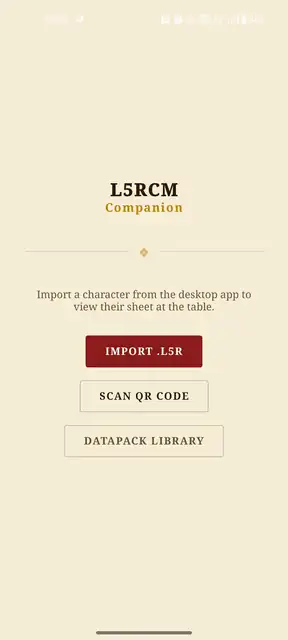 L5RCM
Companion
Import a character from the desktop app to
view their sheet at the table.
IMPORT .L5R
SCAN QR CODE
DATAPACK LIBRARY